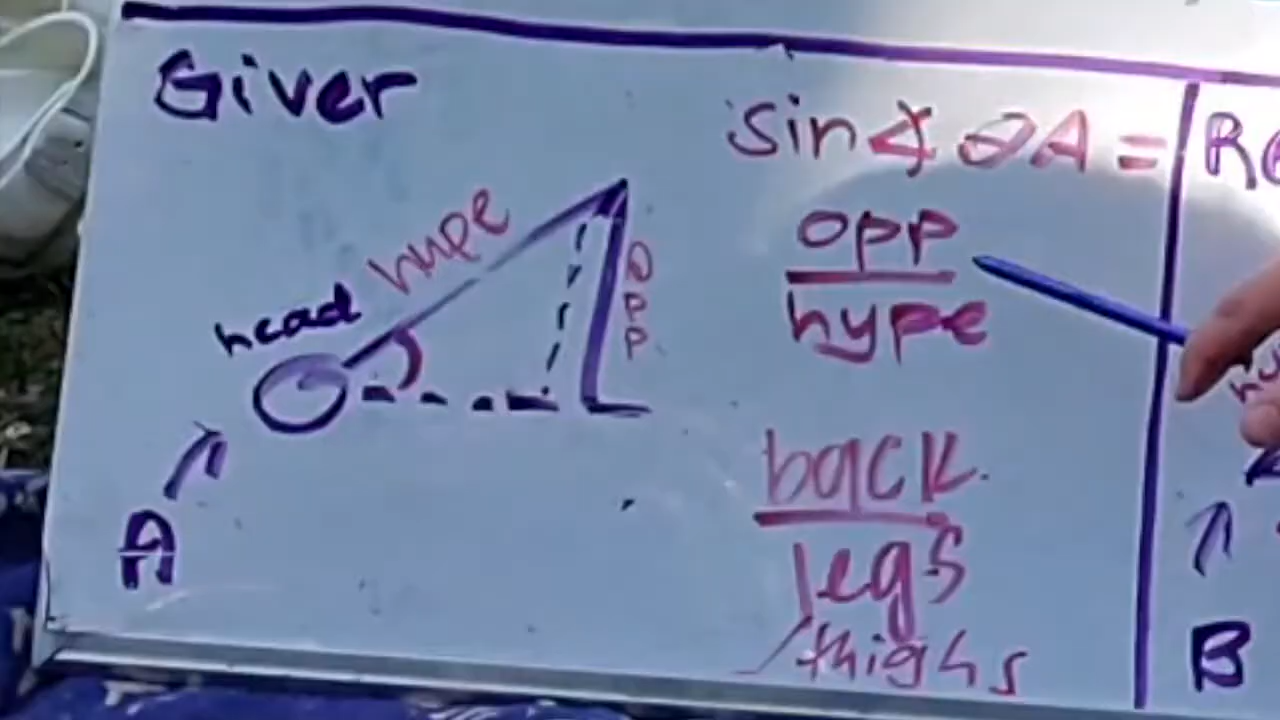 Giver
sin∢θA =
opp
hype
head
hype
opp
A
back
legs
/thighs
B